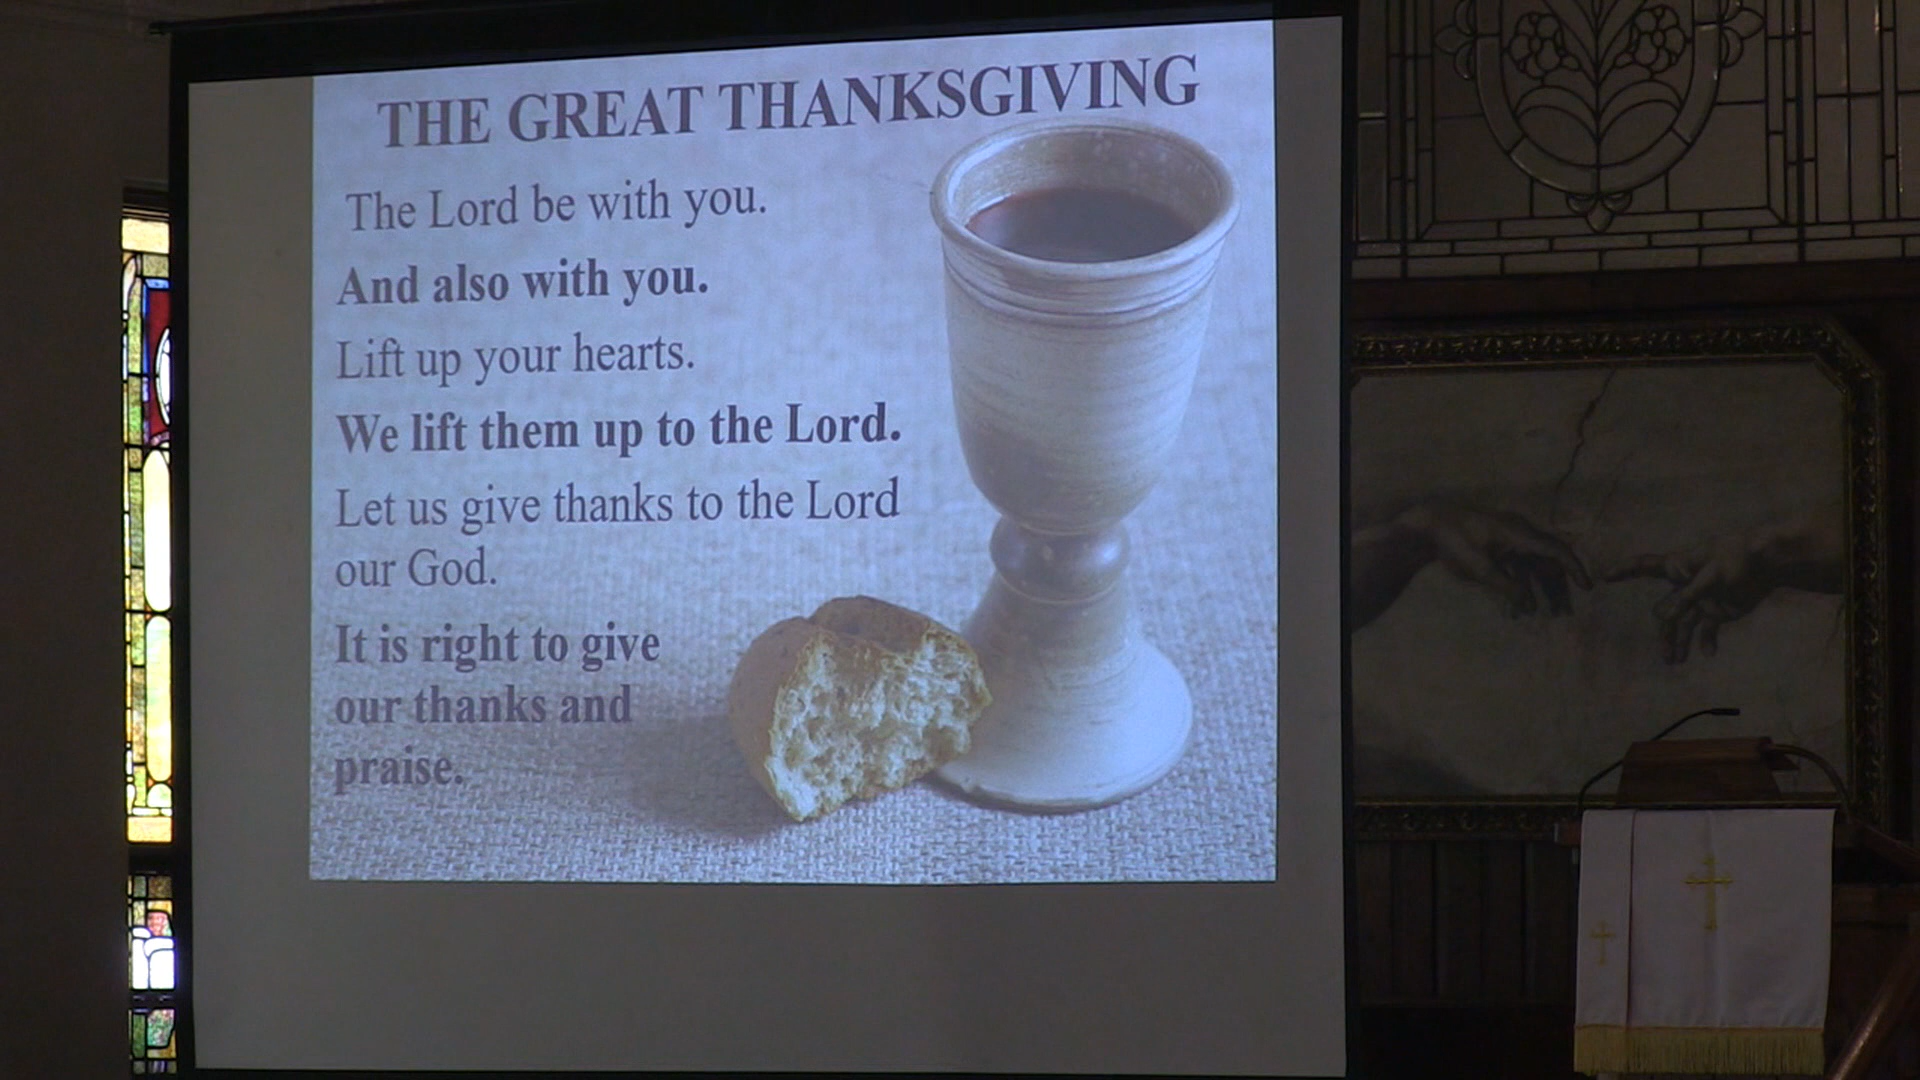 THE GREAT THANKSGIVING
The Lord be with you.
And also with you.
Lift up your hearts.
We lift them up to the Lord.
Let us give thanks to the Lord
our God.
It is right to give
our thanks and
praise.